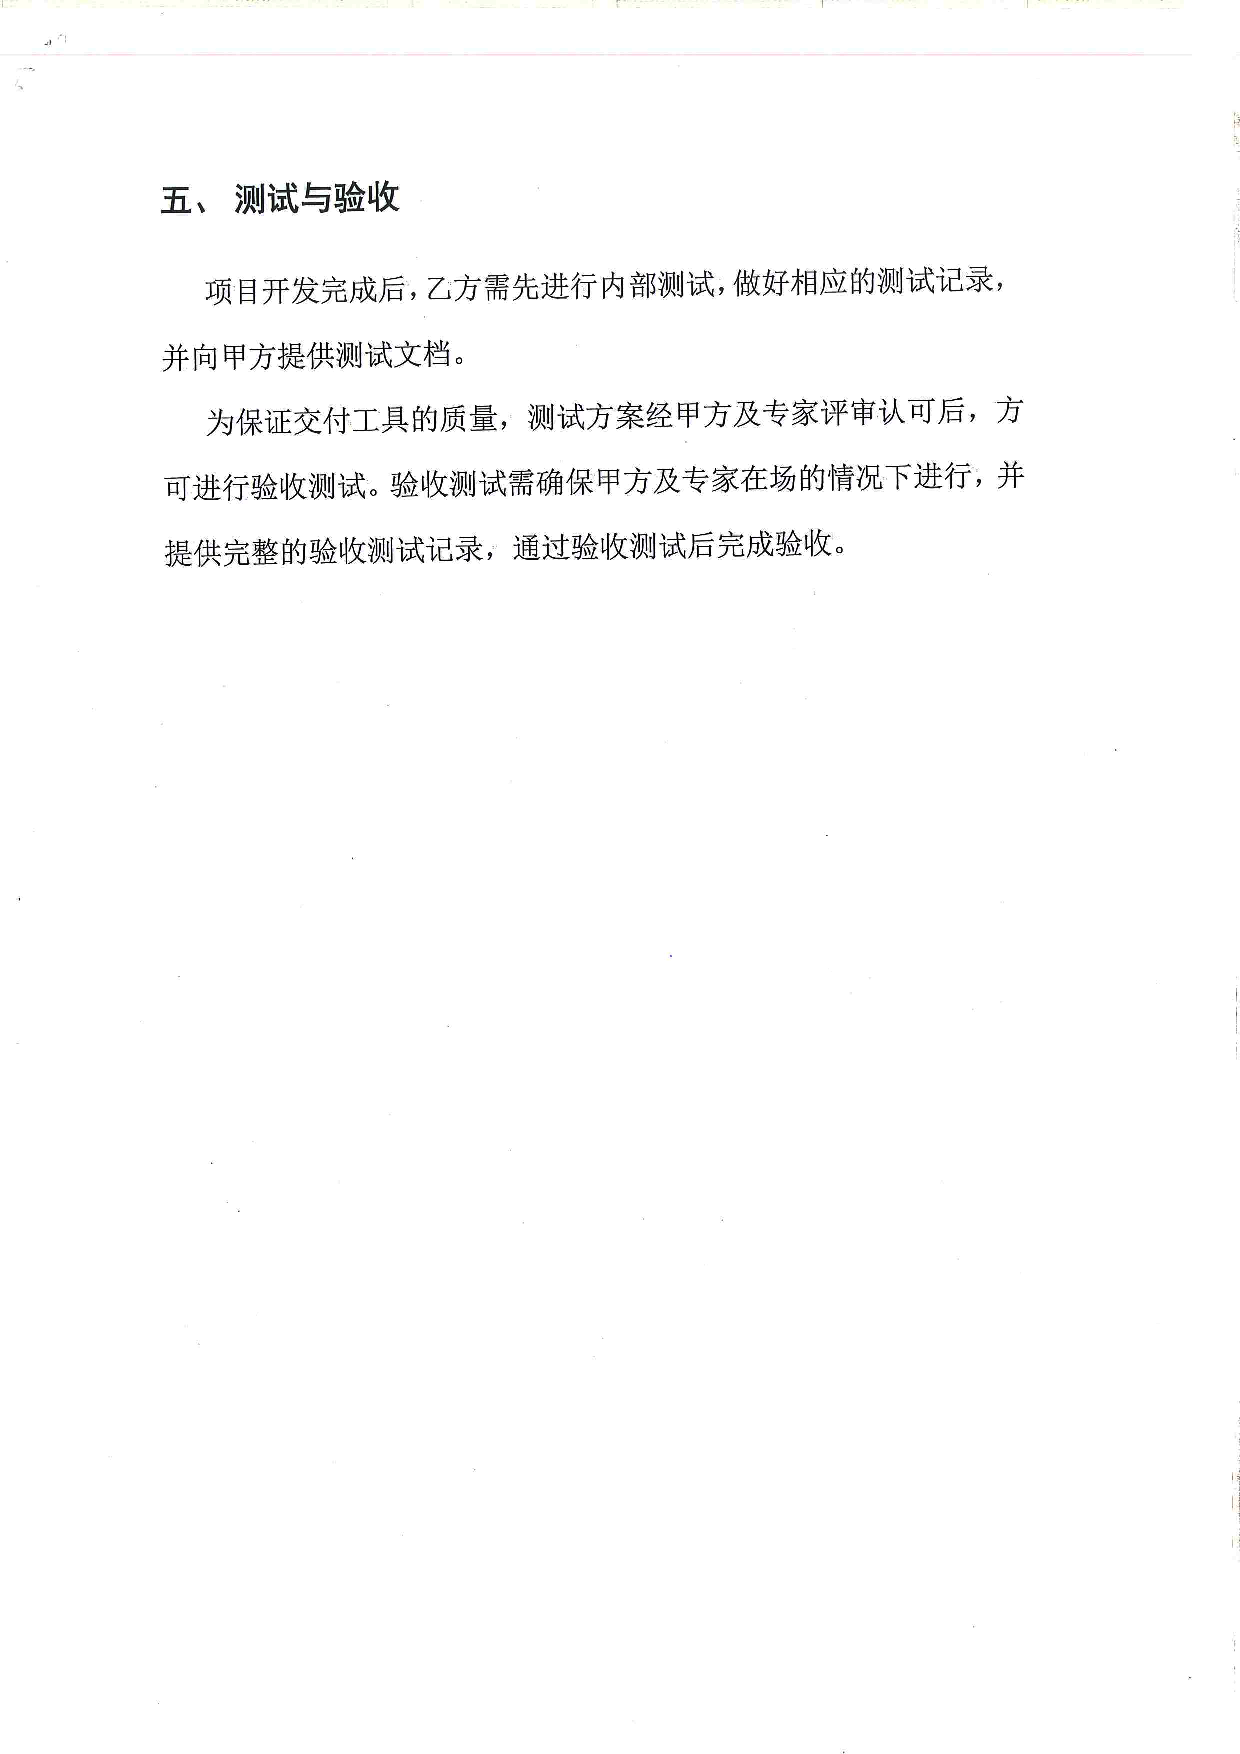 五、 测试与验收
项目开发完成后，乙方需先进行内部测试，做好相应的测试记录，
并向甲方提供测试文档。
为保证交付工具的质量，测试方案经甲方及专家评审认可后，方
可进行验收测试。验收测试需确保甲方及专家在场的情况下进行，并
提供完整的验收测试记录，通过验收测试后完成验收。